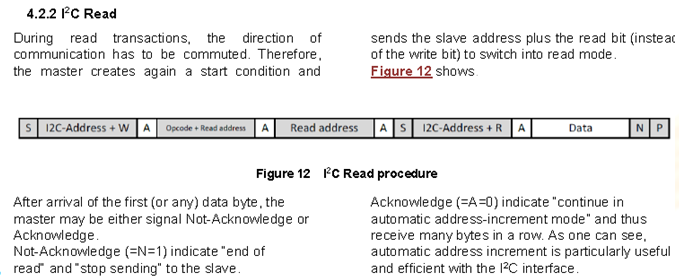 4.2.2 I²C Read
During read transactions, the direction of
communication has to be commuted. Therefore,
the master creates again a start condition and
sends the slave address plus the read bit (instead
of the write bit) to switch into read mode.
Figure 12 shows.
S I2C-Address + W A Opcode + Read address A Read address A S I2C-Address + R A Data N P
Figure 12 I²C Read procedure
After arrival of the first (or any) data byte, the
master may be either signal Not-Acknowledge or
Acknowledge.
Not-Acknowledge (=N=1) indicate "end of
read" and "stop sending" to the slave.
Acknowledge (=A=0) indicate "continue in
automatic address-increment mode" and thus
receive many bytes in a row. As one can see,
automatic address increment is particularly useful
and efficient with the I²C interface.